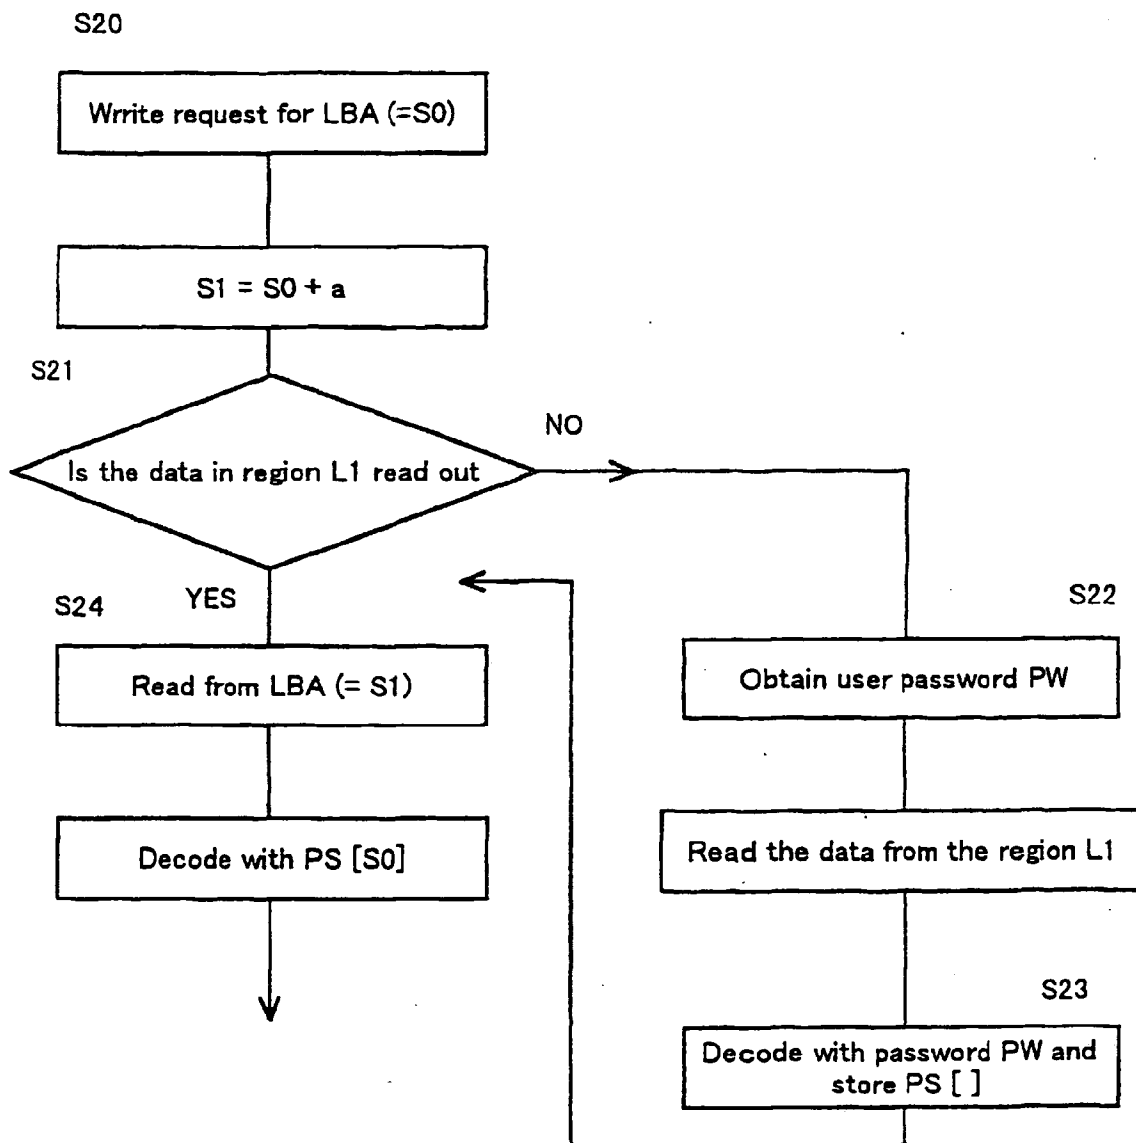 S20
Wrrite request for LBA (=S0)
S1 = S0 + a
S21
Is the data in region L1 read out
NO
YES
S24
Read from LBA (= S1)
Decode with PS [S0]
S22
Obtain user password PW
Read the data from the region L1
S23
Decode with password PW and
store PS [ ]